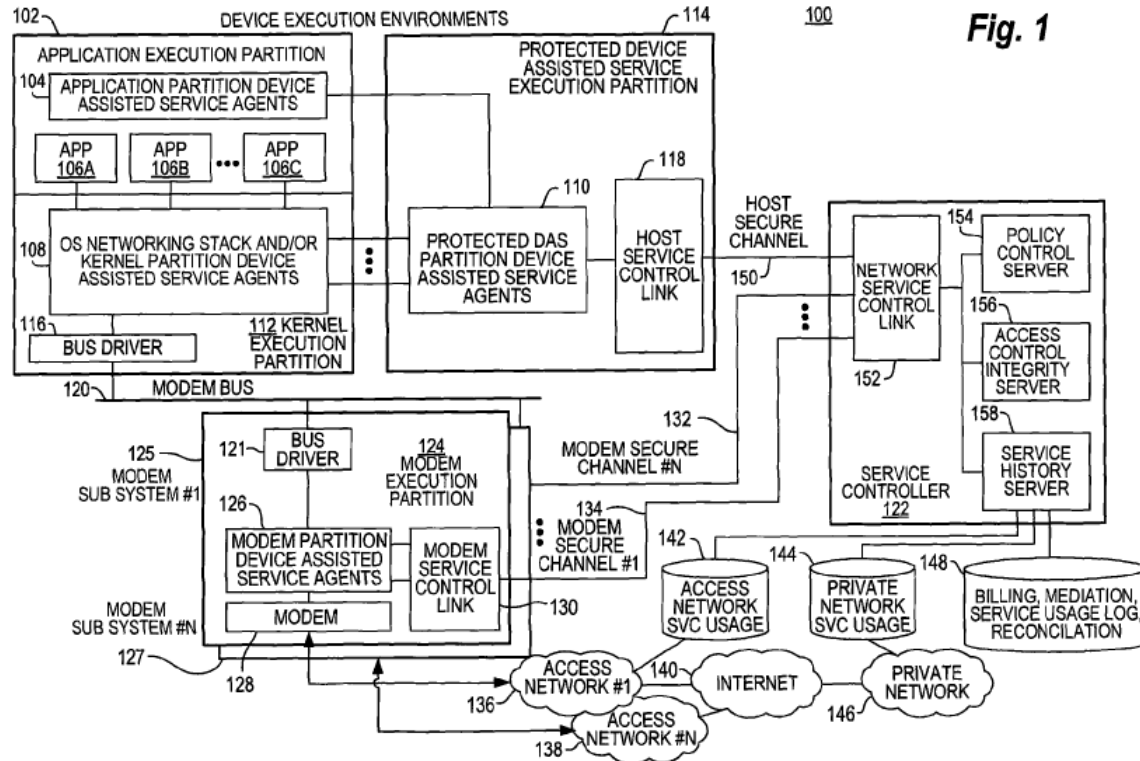 DEVICE EXECUTION ENVIRONMENTS
100
Fig. 1
102
APPLICATION EXECUTION PARTITION
104
APPLICATION PARTITION DEVICE
ASSISTED SERVICE AGENTS
APP
106A
APP
106B
APP
106C
108
OS NETWORKING STACK AND/OR
KERNEL PARTITION DEVICE
ASSISTED SERVICE AGENTS
116
BUS DRIVER
112 KERNEL
EXECUTION
PARTITION
114
PROTECTED DEVICE
ASSISTED SERVICE
EXECUTION PARTITION
110
PROTECTED DAS
PARTITION DEVICE
ASSISTED SERVICE
AGENTS
118
HOST
SERVICE
CONTROL
LINK
HOST
SECURE
CHANNEL
150
NETWORK
SERVICE
CONTROL
LINK
152
154
POLICY
CONTROL
SERVER
156
ACCESS
CONTROL
INTEGRITY
SERVER
158
SERVICE
HISTORY
SERVER
SERVICE
CONTROLLER
122
120
MODEM BUS
125
MODEM
SUB SYSTEM #1
121
BUS
DRIVER
124
MODEM
EXECUTION
PARTITION
126
MODEM PARTITION
DEVICE ASSISTED
SERVICE AGENTS
MODEM
SERVICE
CONTROL
LINK
130
MODEM
128
MODEM
SUB SYSTEM #N
127
132
MODEM SECURE
CHANNEL #N
134
MODEM
SECURE
CHANNEL #1
142
ACCESS
NETWORK
SVC USAGE
144
PRIVATE
NETWORK
SVC USAGE
148
BILLING, MEDIATION,
SERVICE USAGE LOG,
RECONCILATION
ACCESS
NETWORK #1
136
140
INTERNET
PRIVATE
NETWORK
146
ACCESS
NETWORK #N
138